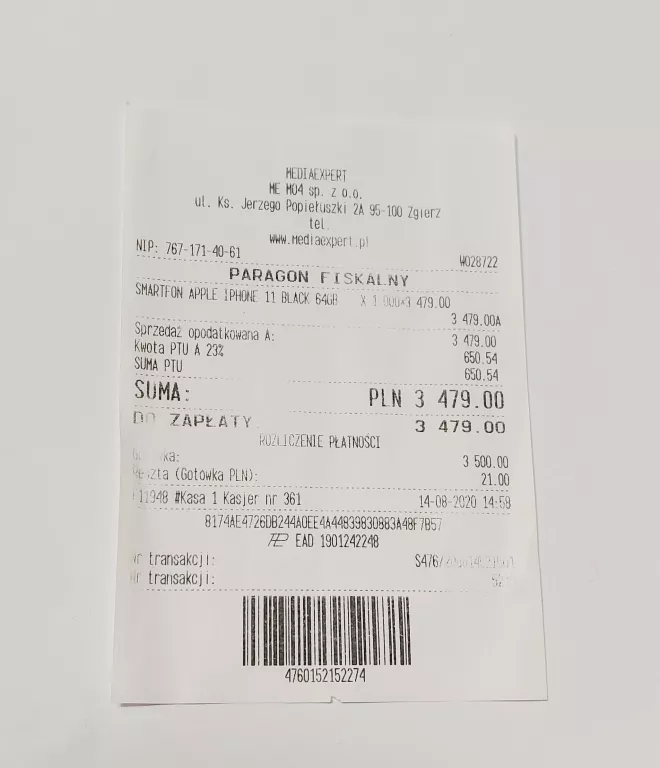 MEDIAEXPERT
ME M04 sp. z o.o.
ul. Ks. Jerzego Popiełuszki 2A 95-100 Zgierz
tel.
www.mediaexpert.pl
NIP: 767-171-40-61 W028722
PARAGON FISKALNY
SMARTFON APPLE IPHONE 11 BLACK 64GB X 1 000×3 479.00
3 479.00A
Sprzedaż opodatkowana A: 3 479.00
Kwota PTU A 23% 650.54
SUMA PTU 650.54
SUMA: PLN 3 479.00
DO ZAPŁATY: 3 479.00
ROZLICZENIE PŁATNOŚCI
3 500.00
(Gotówka PLN): 21.00
11948 #Kasa 1 Kasjer nr 361 14-08-2020 14:58
8174AE4726DB244A0EE4A44839830883A48F7B57
EAD 1901242248
nr transakcji:
nr transakcji:
4760152152274